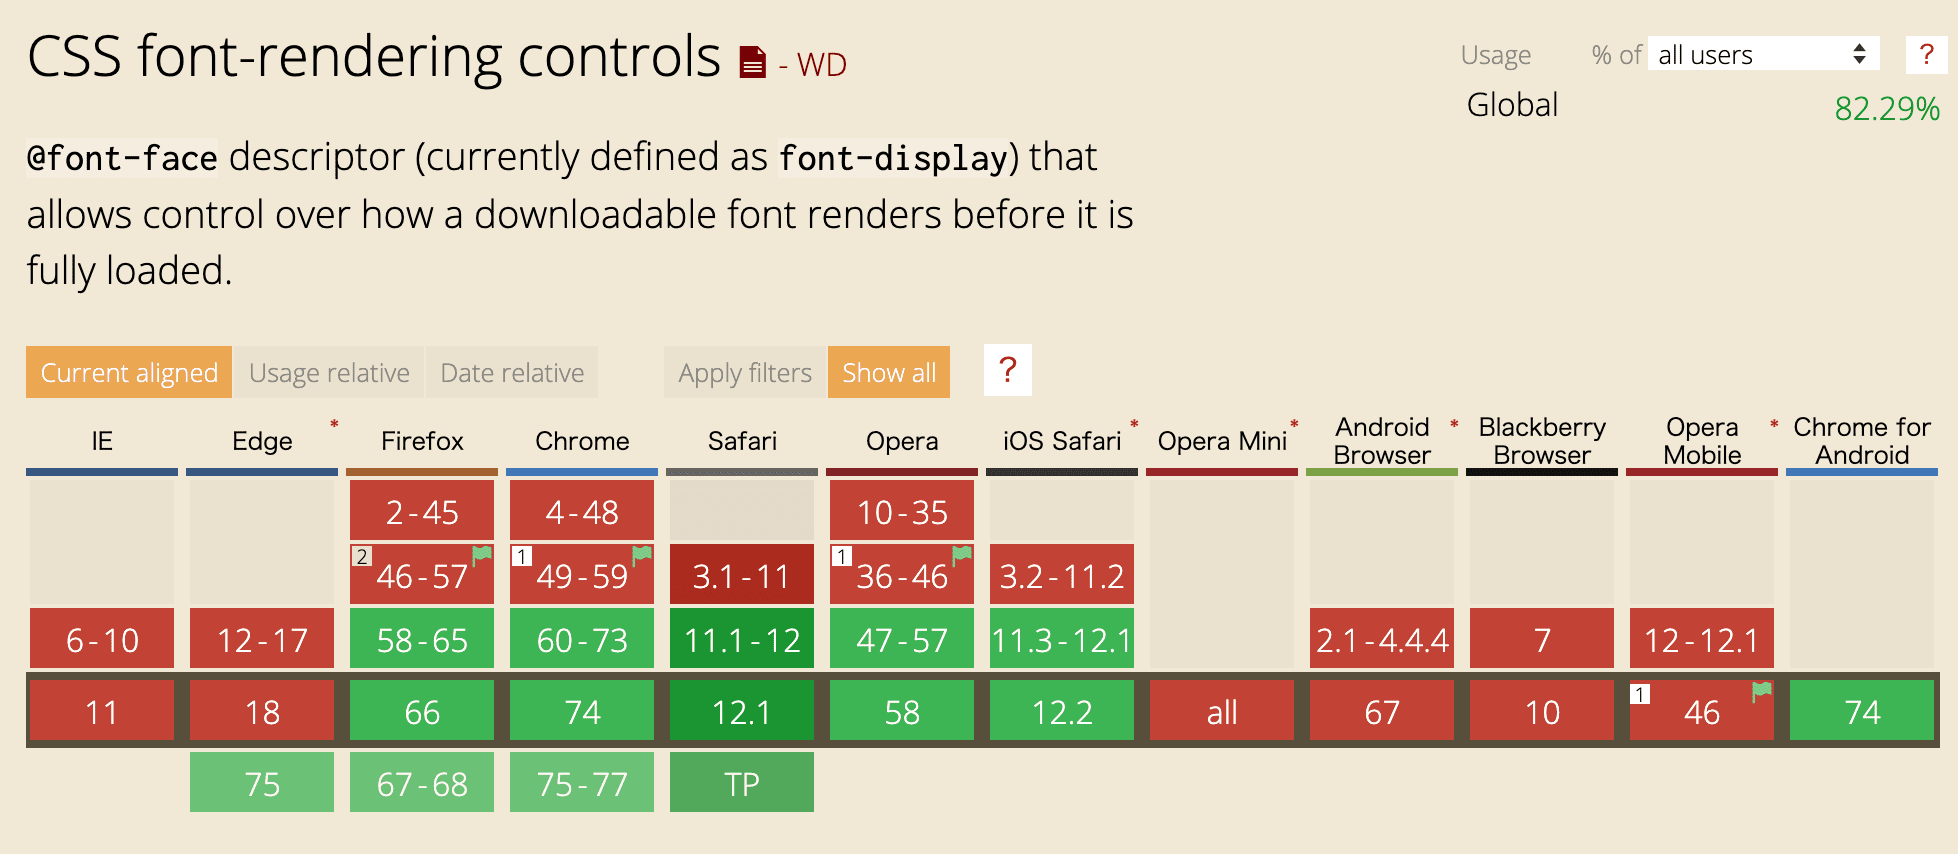 CSS font-rendering controls - WD
Usage % of all users ?
Global 82.29%
@font-face descriptor (currently defined as font-display) that
allows control over how a downloadable font renders before it is
fully loaded.
Current aligned Usage relative Date relative Apply filters Show all ?
IE Edge * Firefox Chrome Safari Opera iOS Safari * Opera Mini * Android Browser * Blackberry Browser Opera Mobile * Chrome for Android
2-45 4-48 10-35
2 46-57 1 49-59 3.1-11 1 36-46 3.2-11.2
6-10 12-17 58-65 60-73 11.1-12 47-57 11.3-12.1 2.1-4.4.4 7 12-12.1
11 18 66 74 12.1 58 12.2 all 67 10 1 46 74
75 67-68 75-77 TP